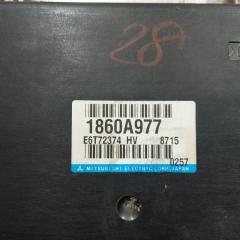 28
1860A977
E6T72374 HV 8715
0257
MITSUBISHI ELECTRIC CORP. JAPAN